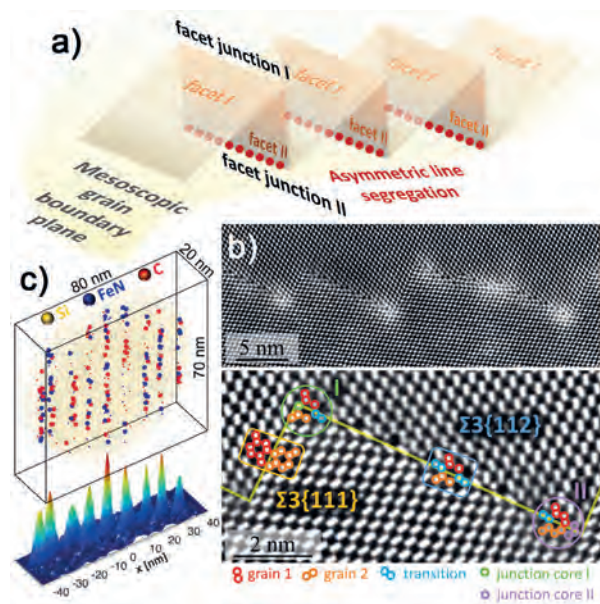 a)
facet junction I
facet I
facet I
facet I
facet I
facet II
facet II
facet II
facet junction II
Asymmetric line
segregation
Mesoscopic
grain
boundary
plane
b)
5 nm
I
Σ3{112}
Σ3{111}
II
2 nm
grain 1
grain 2
transition
junction core I
junction core II
c)
80 nm
20 nm
Si
FeN
C
70 nm
-40
-30
-20
-10
0
10
20
30
40
x [nm]